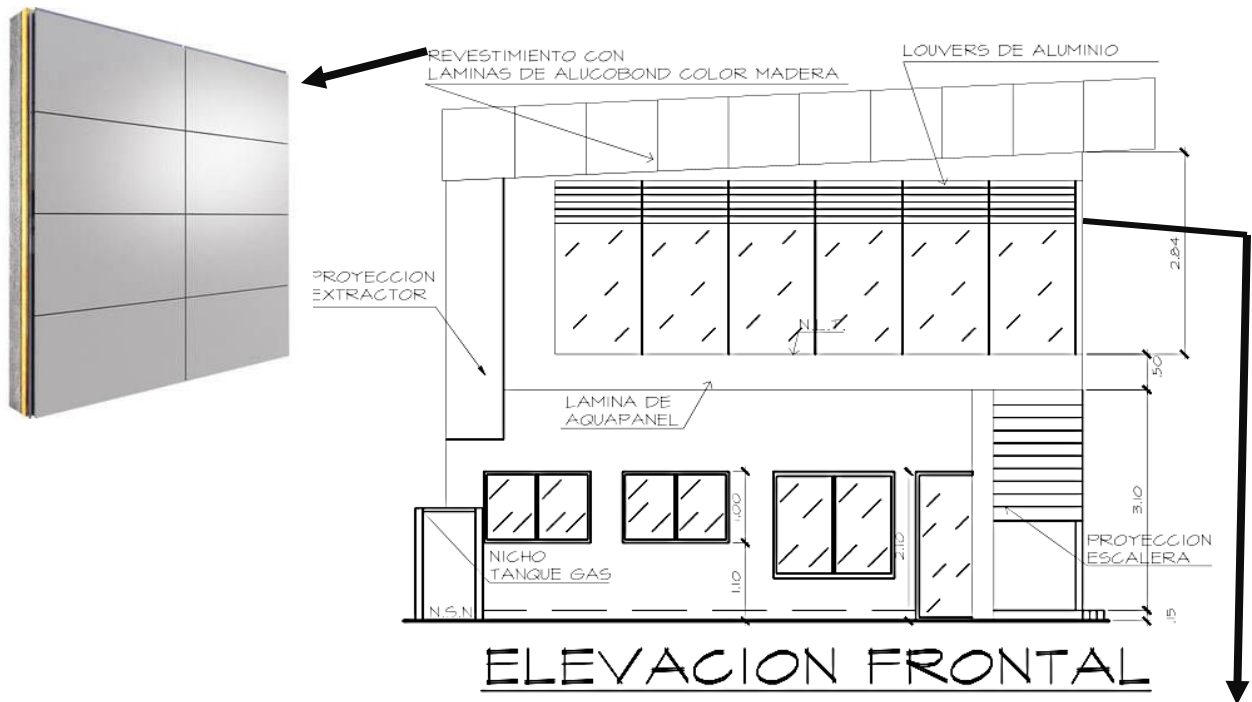 REVESTIMIENTO CON
LAMINAS DE ALUCOBOND COLOR MADERA
LOUVERS DE ALUMINIO
PROYECCION
EXTRACTOR
2.84
N.L.T.
.50
LAMINA DE
AQUAPANEL
1.00
2.10
3.10
PROYECCION
ESCALERA
NICHO
TANQUE GAS
1.10
N.S.N
.15
ELEVACION FRONTAL